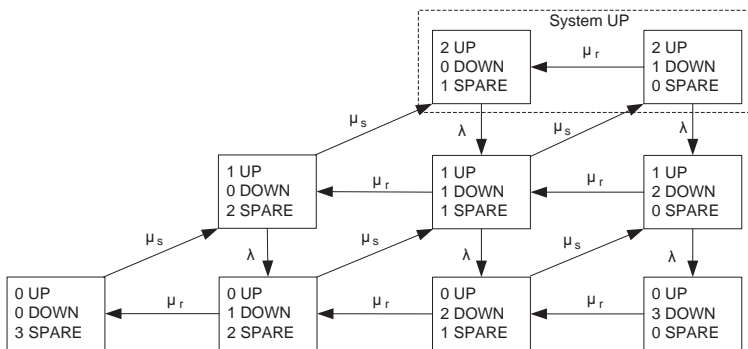 System UP
2 UP
0 DOWN
1 SPARE
μ r
2 UP
1 DOWN
0 SPARE
μ s
λ
μ s
λ
1 UP
0 DOWN
2 SPARE
μ r
1 UP
1 DOWN
1 SPARE
μ r
1 UP
2 DOWN
0 SPARE
μ s
λ
μ s
λ
μ s
λ
0 UP
0 DOWN
3 SPARE
μ r
0 UP
1 DOWN
2 SPARE
μ r
0 UP
2 DOWN
1 SPARE
μ r
0 UP
3 DOWN
0 SPARE